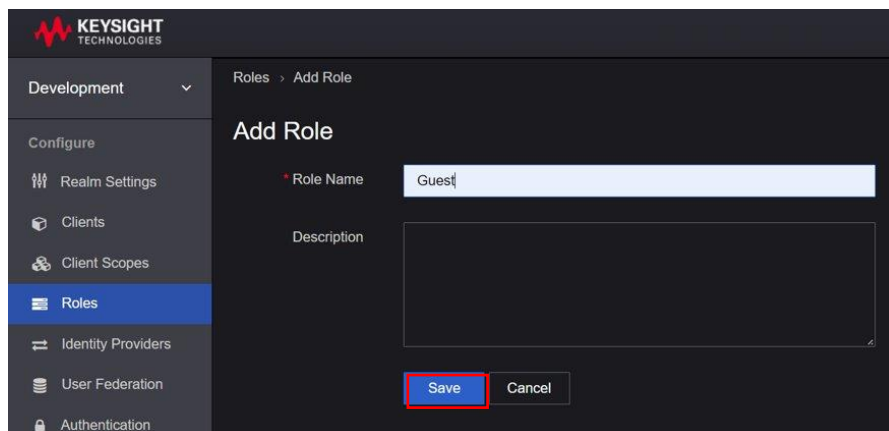 KEYSIGHT
TECHNOLOGIES
Development
Roles › Add Role
Configure
Add Role
Realm Settings
* Role Name
Guest
Clients
Description
Client Scopes
Roles
Identity Providers
User Federation
Save
Cancel
Authentication